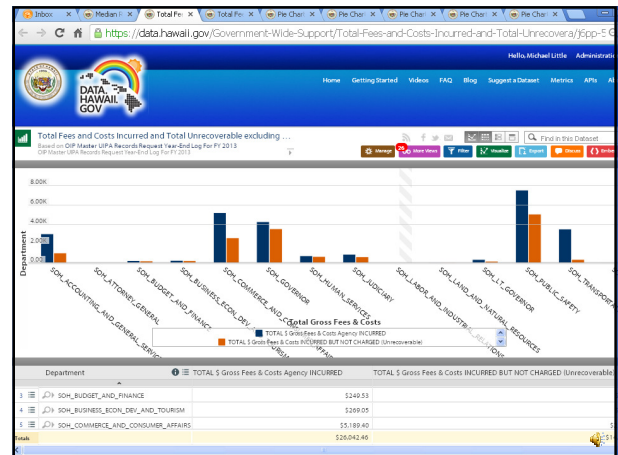 Inbox
Median F
Total Fe
Total Fe
Pie Char
Pie Char
Pie Char
Pie Char
Pie Char
https://data.hawaii.gov/Government-Wide-Support/Total-Fees-and-Costs-Incurred-and-Total-Unrecovera/j6pp-5
Hello, Michael Little Administratio
DATA.
HAWAII.
GOV
Home Getting Started Videos FAQ Blog Suggest a Dataset Metrics APIs Ab
Total Fees and Costs Incurred and Total Unrecoverable excluding ...
Based on OIP Master UIPA Records Request Year-End Log For FY 2013
OIP Master UIPA Records Request Year-End Log For FY 2013
Find in this Dataset
Manage 26 More Views Filter Visualize Export Discuss Embe
8.00K
6.00K
4.00K
2.00K
0.00
Department
SOH_ACCOUNTING_AND_GENERAL_SERVIC
SOH_ATTORNEY_GENERAL
SOH_BUDGET_AND_FINANCE
SOH_BUSINESS_ECON_DEV_AND_TOURISM
SOH_COMMERCE_AND_CONSUMER_AFFAIRS
SOH_GOVERNOR
SOH_HUMAN_SERVICES
SOH_JUDICIARY
SOH_LABOR_AND_INDUSTRIAL_RELATIONS
SOH_LAND_AND_NATURAL_RESOURCES
SOH_LT_GOVERNOR
SOH_PUBLIC_SAFETY
SOH_TRANSPORTA
Total Gross Fees & Costs
TOTAL $ Gross Fees & Costs Agency INCURRED
TOTAL $ Gross Fees & Costs INCURRED BUT NOT CHARGED (Unrecoverable)
Department TOTAL $ Gross Fees & Costs Agency INCURRED TOTAL $ Gross Fees & Costs INCURRED BUT NOT CHARGED (Unrecoverable)
3 SOH_BUDGET_AND_FINANCE $249.53
4 SOH_BUSINESS_ECON_DEV_AND_TOURISM $269.05
5 SOH_COMMERCE_AND_CONSUMER_AFFAIRS $5,189.40
Totals $26,042.46